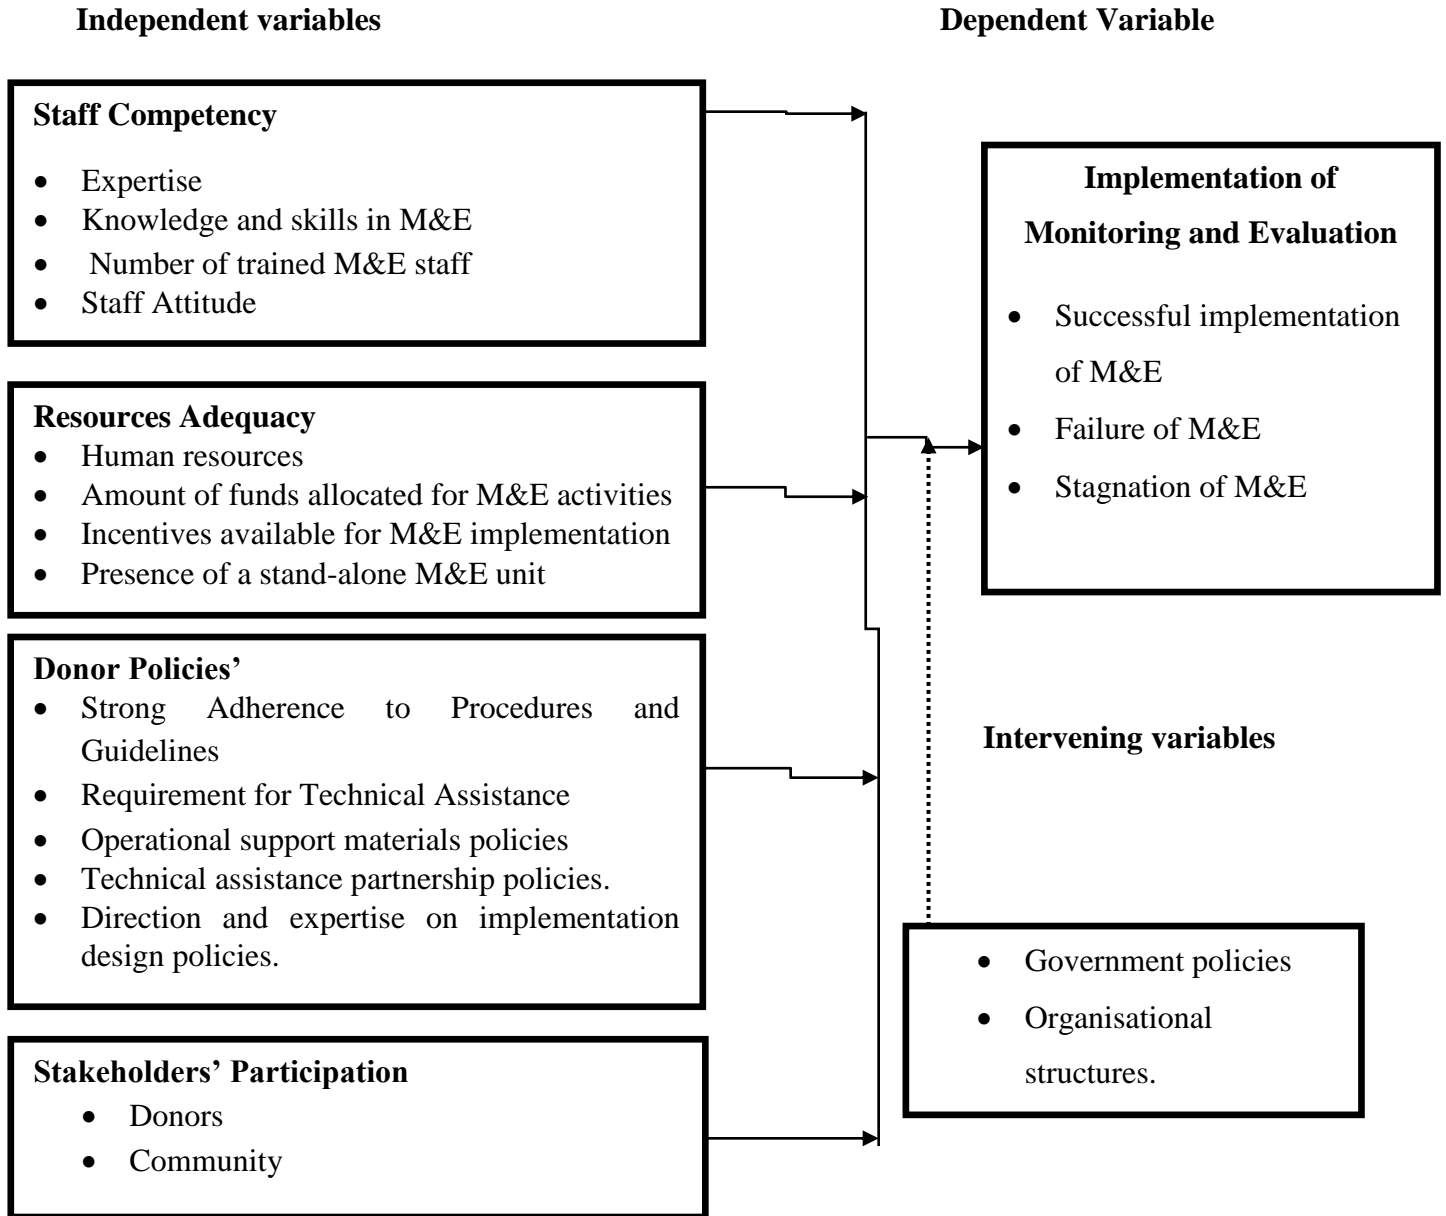 Independent variables
Dependent Variable
Staff Competency
• Expertise
• Knowledge and skills in M&E
• Number of trained M&E staff
• Staff Attitude
Resources Adequacy
• Human resources
• Amount of funds allocated for M&E activities
• Incentives available for M&E implementation
• Presence of a stand-alone M&E unit
Donor Policies’
• Strong Adherence to Procedures and
Guidelines
• Requirement for Technical Assistance
• Operational support materials policies
• Technical assistance partnership policies.
• Direction and expertise on implementation
design policies.
Stakeholders’ Participation
• Donors
• Community
Implementation of
Monitoring and Evaluation
• Successful implementation
of M&E
• Failure of M&E
• Stagnation of M&E
Intervening variables
• Government policies
• Organisational
structures.